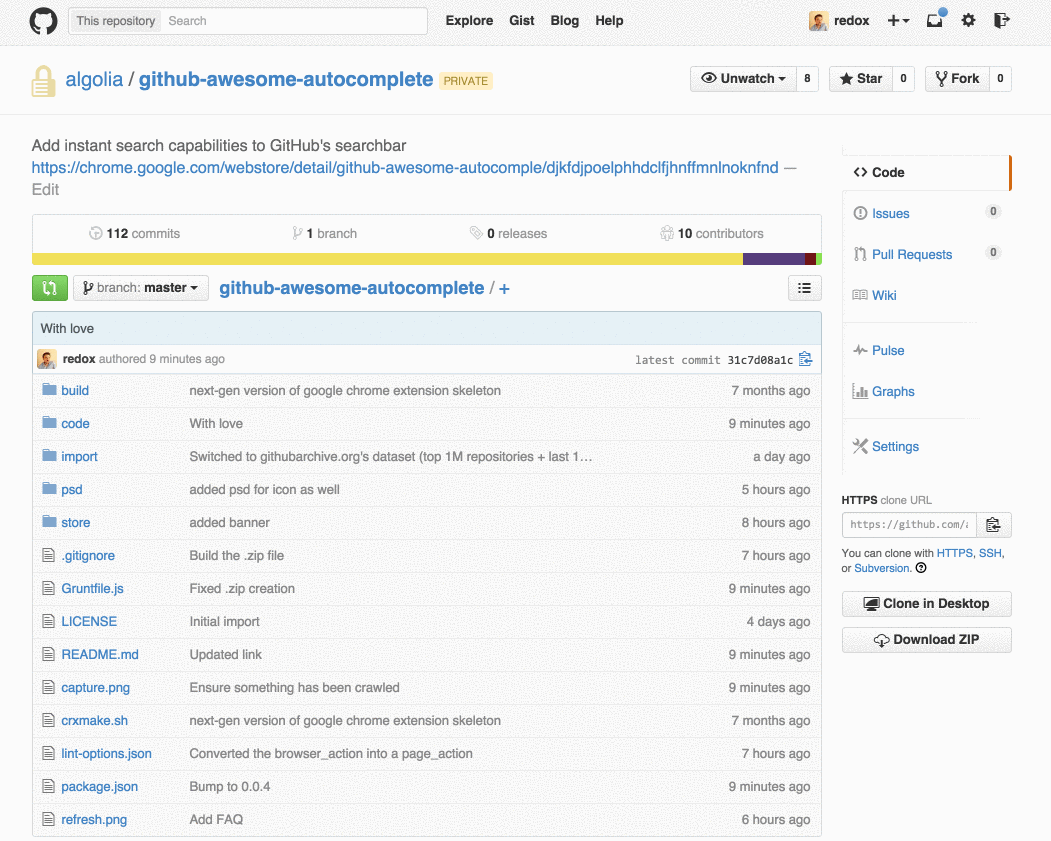 This repository Search Explore Gist Blog Help redox
algolia / github-awesome-autocomplete PRIVATE Unwatch 8 Star 0 Fork 0
Add instant search capabilities to GitHub's searchbar
https://chrome.google.com/webstore/detail/github-awesome-autocomple/djkfdjpoelphhdclfjhnffmnlnoknfnd —
Edit
112 commits 1 branch 0 releases 10 contributors
branch: master github-awesome-autocomplete / +
With love
redox authored 9 minutes ago latest commit 31c7d08a1c
build next-gen version of google chrome extension skeleton 7 months ago
code With love 9 minutes ago
import Switched to githubarchive.org's dataset (top 1M repositories + last 1… a day ago
psd added psd for icon as well 5 hours ago
store added banner 8 hours ago
.gitignore Build the .zip file 7 hours ago
Gruntfile.js Fixed .zip creation 9 minutes ago
LICENSE Initial import 4 days ago
README.md Updated link 9 minutes ago
capture.png Ensure something has been crawled 9 minutes ago
crxmake.sh next-gen version of google chrome extension skeleton 7 months ago
lint-options.json Converted the browser_action into a page_action 7 hours ago
package.json Bump to 0.0.4 9 minutes ago
refresh.png Add FAQ 6 hours ago
Code
Issues 0
Pull Requests 0
Wiki
Pulse
Graphs
Settings
HTTPS clone URL
https://github.com/a
You can clone with HTTPS, SSH,
or Subversion.
Clone in Desktop
Download ZIP